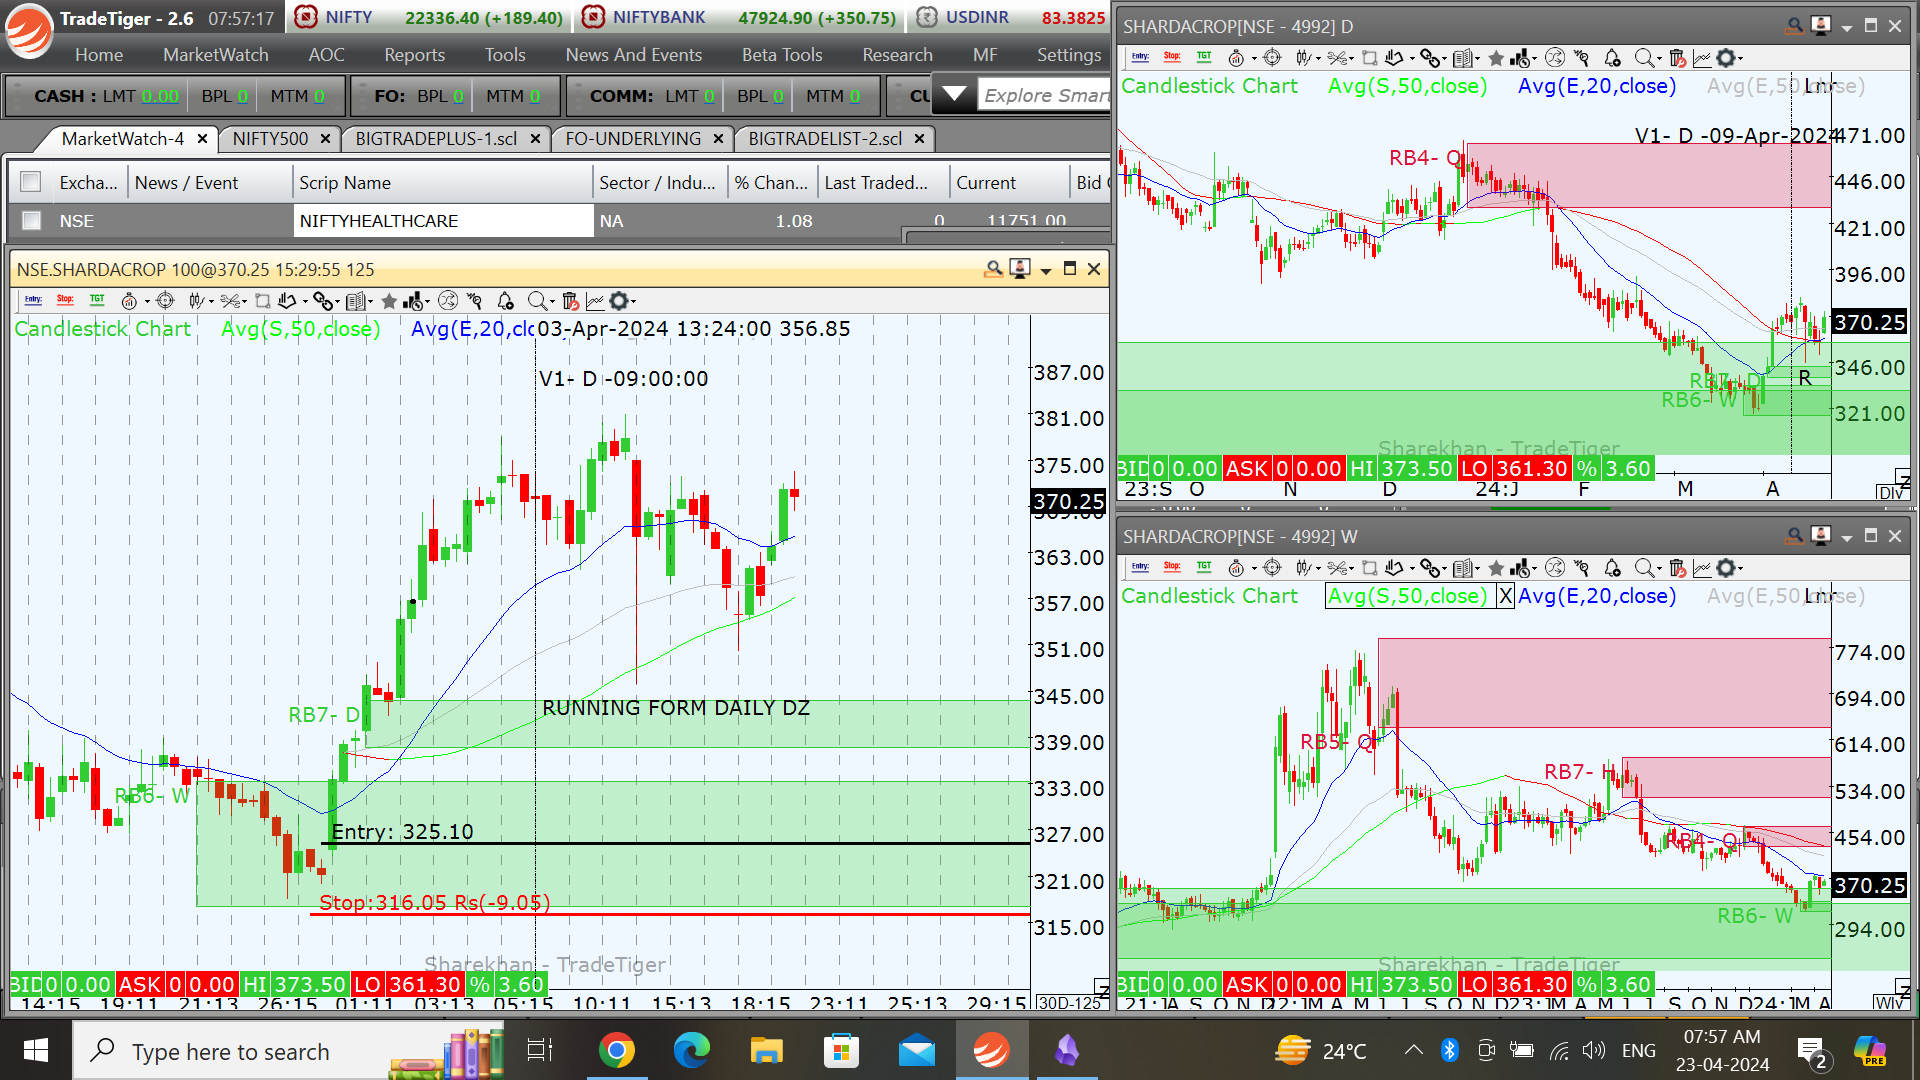 TradeTiger - 2.6 07:57:17
NIFTY 22336.40 (+189.40)
NIFTYBANK 47924.90 (+350.75)
USDINR 83.3825
Home MarketWatch AOC Reports Tools News And Events Beta Tools Research MF Settings
CASH : LMT 0.00 BPL 0 MTM 0
FO: BPL 0 MTM 0
COMM: LMT 0 BPL 0 MTM 0
Explore Smart
MarketWatch-4 x NIFTY500 x BIGTRADEPLUS-1.scl x FO-UNDERLYING x BIGTRADELIST-2.scl x
Excha... News / Event Scrip Name Sector / Indu... % Chan... Last Traded... Current Bid
NSE NIFTYHEALTHCARE NA 1.08 0 11751.00
NSE.SHARDACROP 100@370.25 15:29:55 125
Entry: Stop: TGT
Candlestick Chart Avg(S,50,close) Avg(E,20,clo 03-Apr-2024 13:24:00 356.85
V1- D -09:00:00
387.00
381.00
375.00
370.25
369.00
363.00
357.00
351.00
345.00
339.00
333.00
327.00
321.00
315.00
RB7- D
RUNNING FORM DAILY DZ
RB6- W
Entry: 325.10
Stop:316.05 Rs(-9.05)
Sharekhan - TradeTiger
BID 0 0.00 ASK 0 0.00 HI 373.50 LO 361.30 % 3.60
14:15 19:11 21:13 26:15 01:11 03:13 05:15 10:11 15:13 18:15 23:11 25:13 29:15 30D-125
SHARDACROP[NSE - 4992] D
Entry: Stop: TGT
Candlestick Chart Avg(S,50,close) Avg(E,20,close) Avg(E,50,close)
V1- D -09-Apr-2024
RB4- Q
471.00
446.00
421.00
396.00
370.25
346.00
321.00
RB7- D
R
RB6- W
Sharekhan - TradeTiger
BID 0 0.00 ASK 0 0.00 HI 373.50 LO 361.30 % 3.60
23:S O N D 24:J F M A
SHARDACROP[NSE - 4992] W
Entry: Stop: TGT
Candlestick Chart Avg(S,50,close) X Avg(E,20,close) Avg(E,50,close)
774.00
694.00
614.00
534.00
454.00
370.25
294.00
RB5- Q
RB7- H
RB4- Q
RB6- W
Sharekhan - TradeTiger
BID 0 0.00 ASK 0 0.00 HI 373.50 LO 361.30 % 3.60
Type here to search
24°C
ENG
07:57 AM
23-04-2024
2
PRE